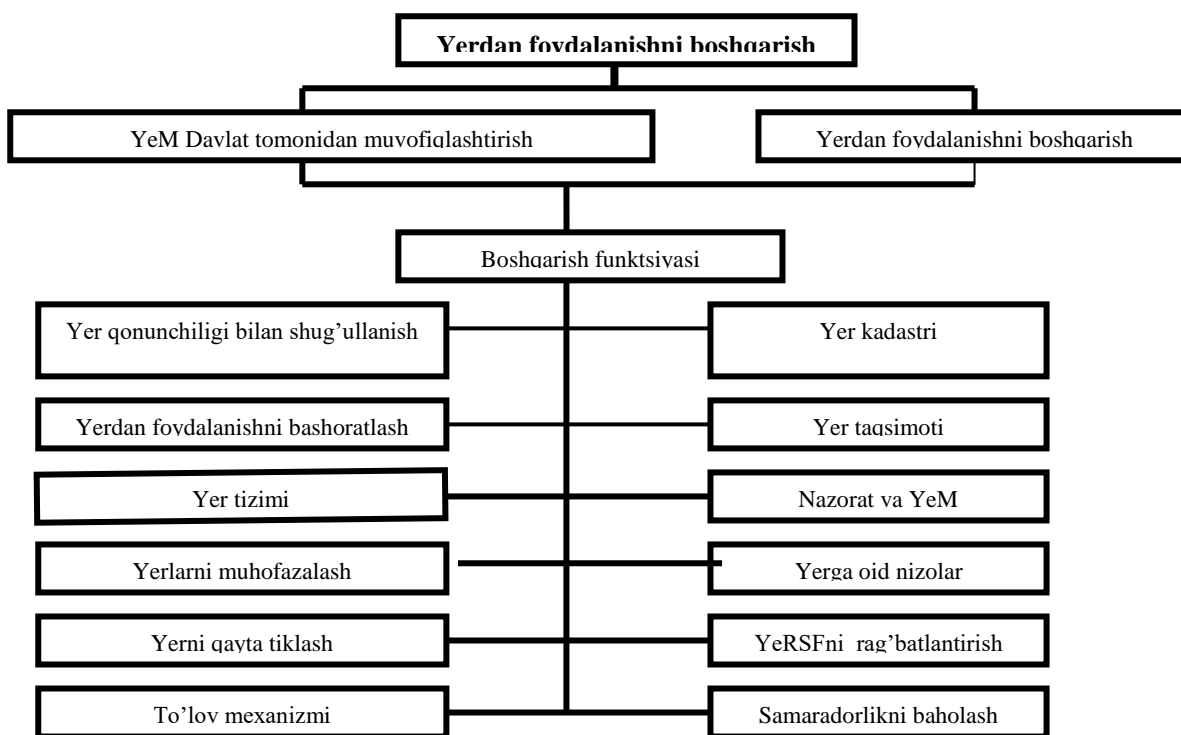 Yerdan foydalanishni boshqarish
YeM Davlat tomonidan muvofiqlashtirish
Yerdan foydalanishni boshqarish
Boshqarish funktsiyasi
Yer qonunchiligi bilan shug’ullanish
Yer kadastri
Yerdan foydalanishni bashoratlash
Yer taqsimoti
Yer tizimi
Nazorat va YeM
Yerlarni muhofazalash
Yerga oid nizolar
Yerni qayta tiklash
YeRSFni rag’batlantirish
To’lov mexanizmi
Samaradorlikni baholash